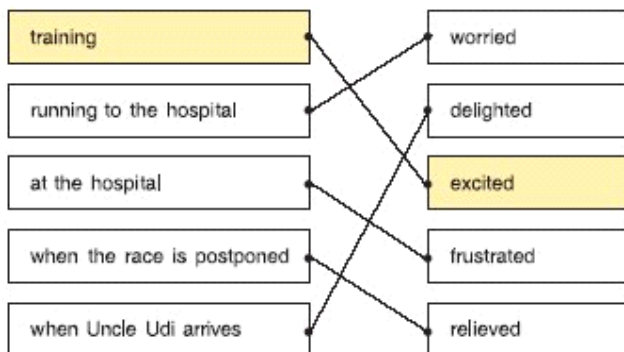 training
worried
running to the hospital
delighted
at the hospital
excited
when the race is postponed
frustrated
when Uncle Udi arrives
relieved